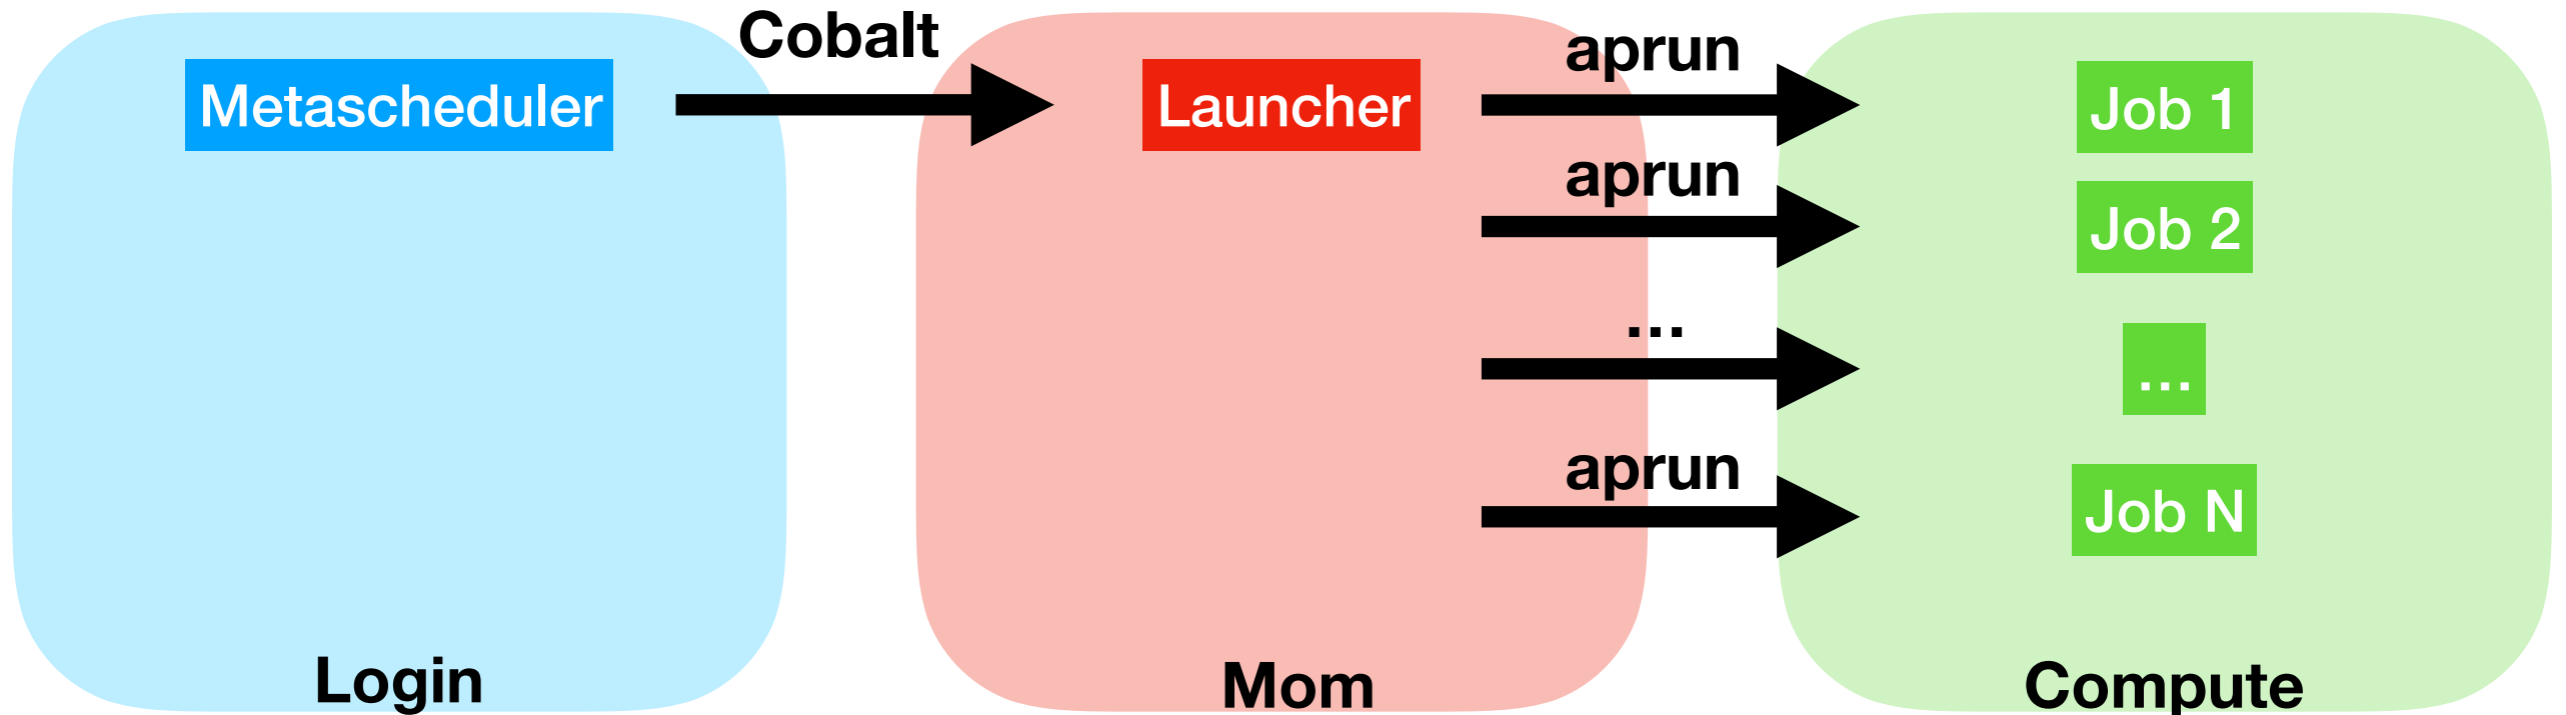 Cobalt
Metascheduler
Launcher
aprun
Job 1
aprun
Job 2
...
...
aprun
Job N
Login
Mom
Compute